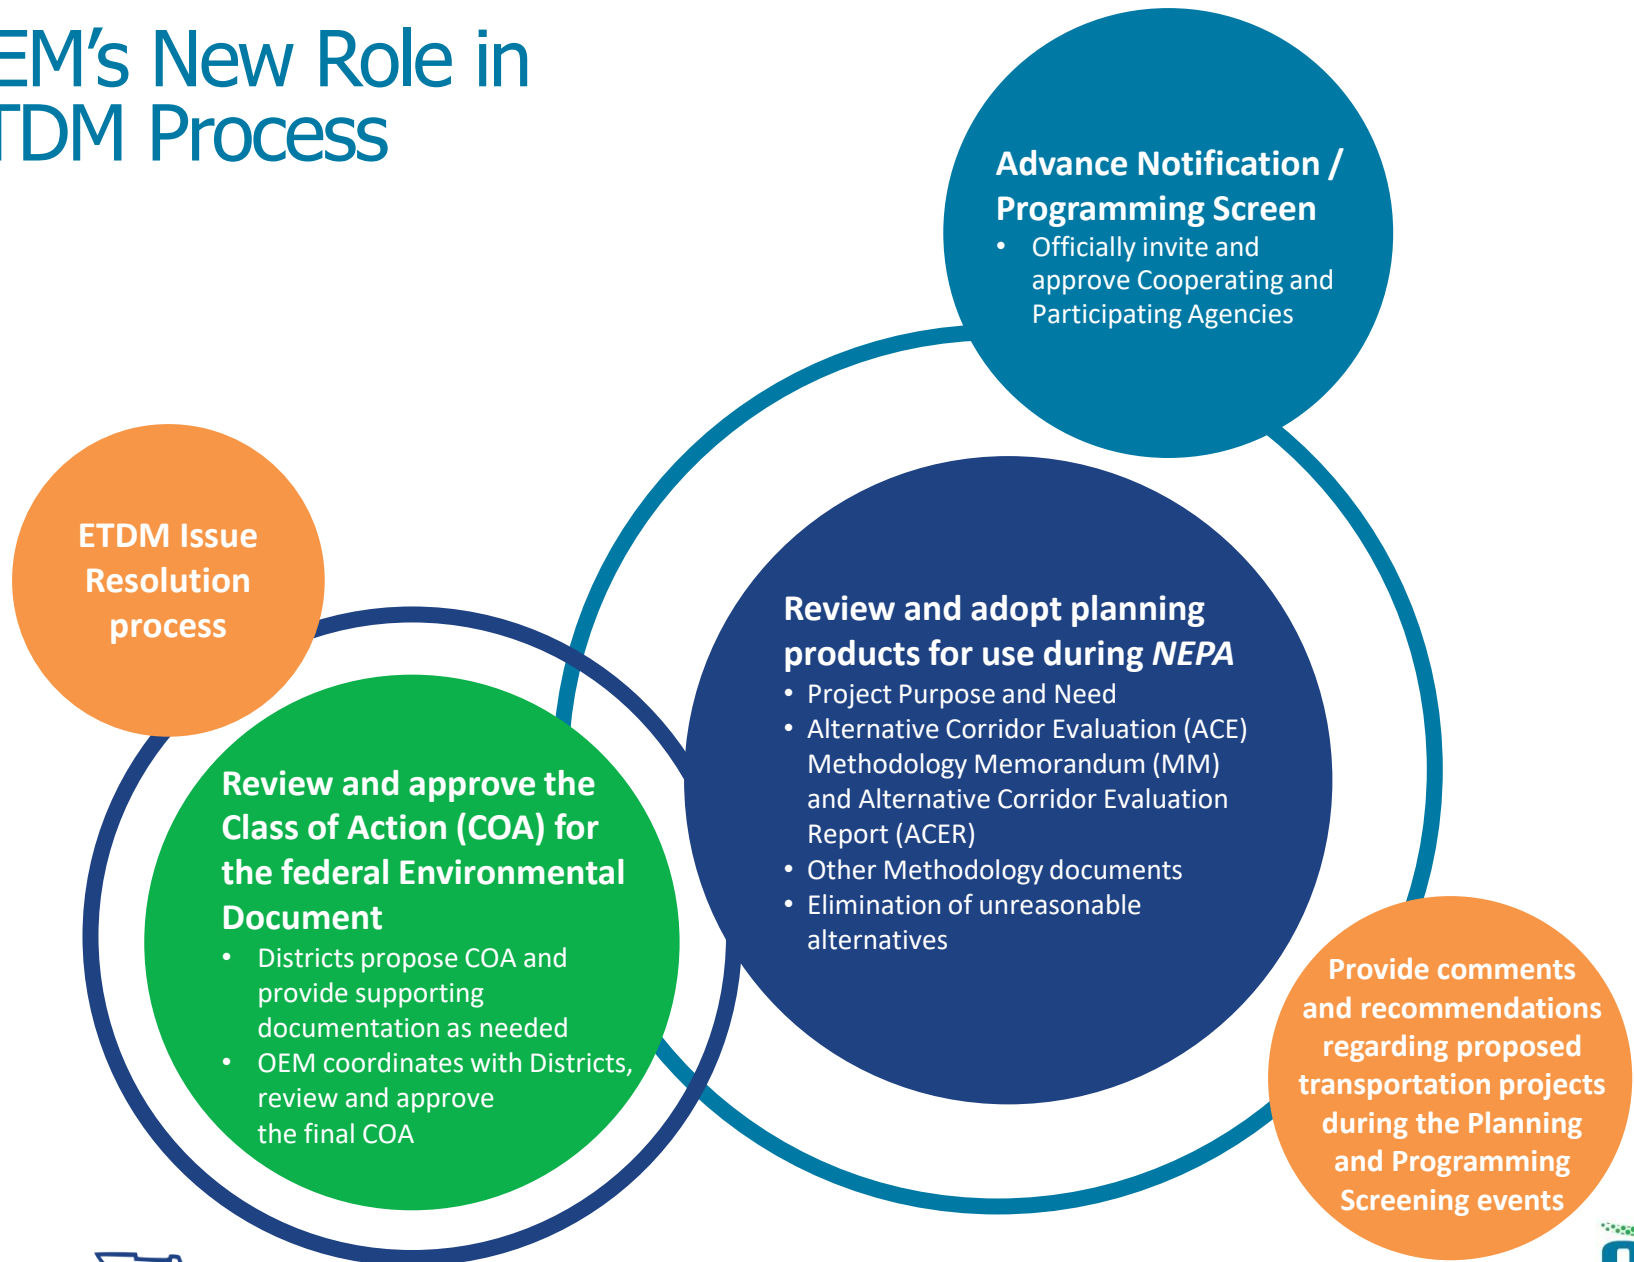 EM's New Role in
TDM Process
Advance Notification /
Programming Screen
• Officially invite and
approve Cooperating and
Participating Agencies
ETDM Issue
Resolution
process
Review and adopt planning
products for use during NEPA
• Project Purpose and Need
• Alternative Corridor Evaluation (ACE)
Methodology Memorandum (MM)
and Alternative Corridor Evaluation
Report (ACER)
• Other Methodology documents
• Elimination of unreasonable
alternatives
Review and approve the
Class of Action (COA) for
the federal Environmental
Document
• Districts propose COA and
provide supporting
documentation as needed
• OEM coordinates with Districts,
review and approve
the final COA
Provide comments
and recommendations
regarding proposed
transportation projects
during the Planning
and Programming
Screening events